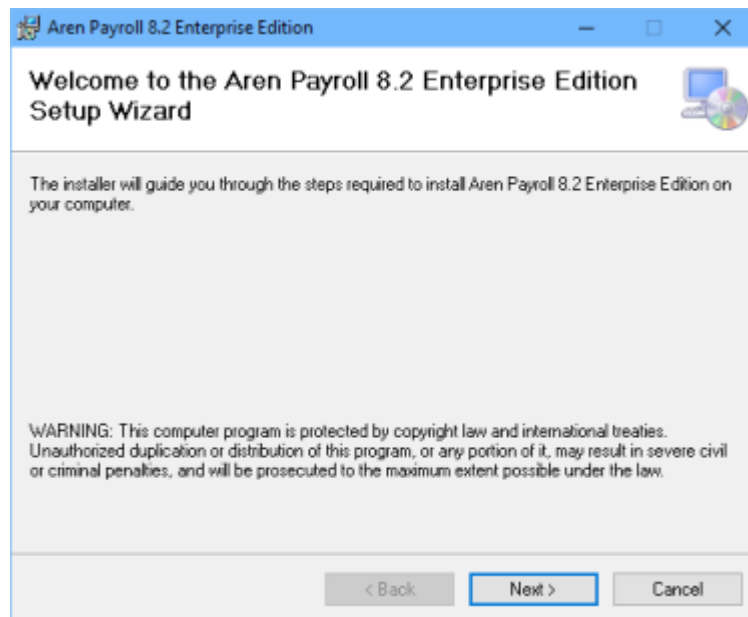 Aren Payroll 8.2 Enterprise Edition
Welcome to the Aren Payroll 8.2 Enterprise Edition
Setup Wizard
The installer will guide you through the steps required to install Aren Payroll 8.2 Enterprise Edition on
your computer.
WARNING: This computer program is protected by copyright law and international treaties.
Unauthorized duplication or distribution of this program, or any portion of it, may result in severe civil
or criminal penalties, and will be prosecuted to the maximum extent possible under the law.
< Back Next > Cancel